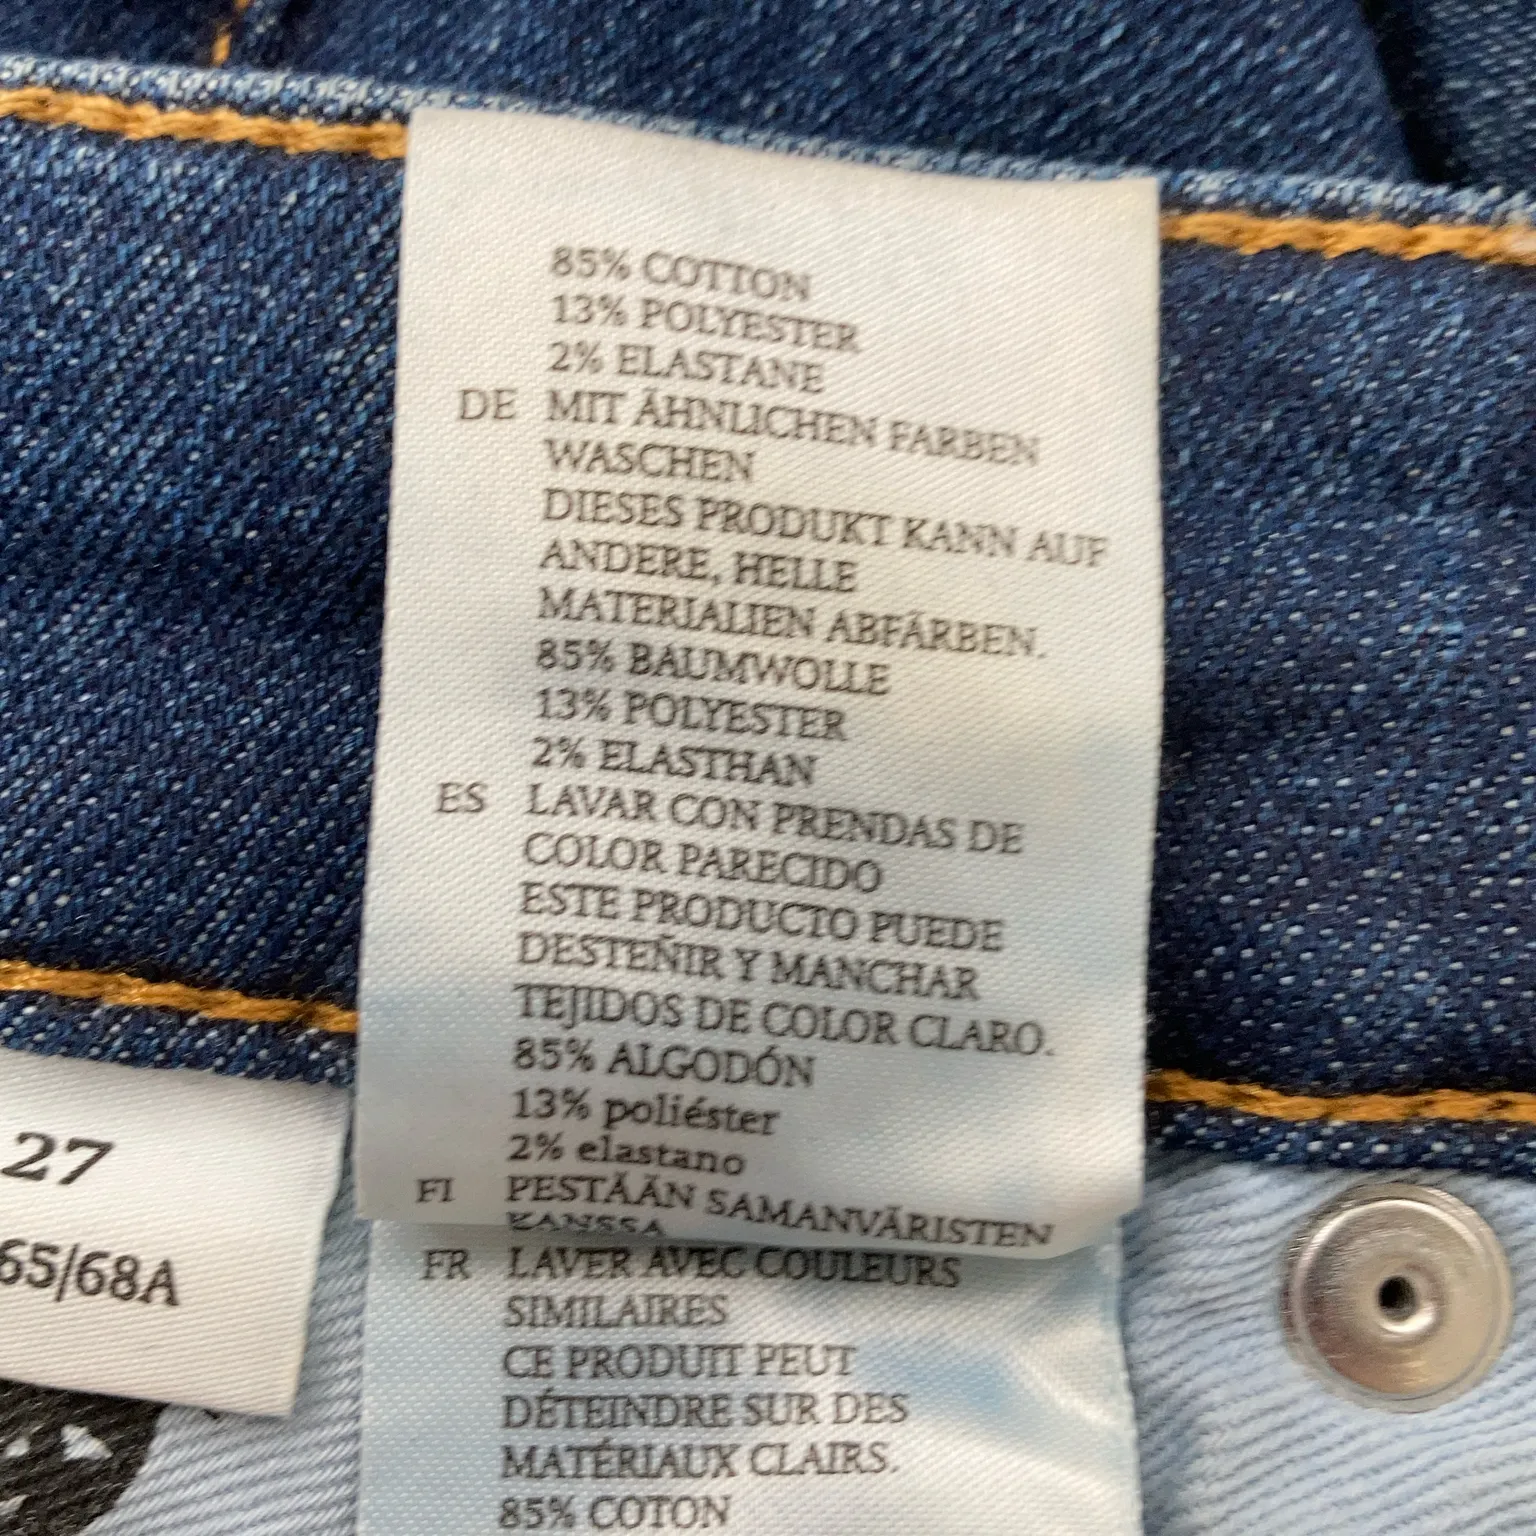 85% COTTON
13% POLYESTER
2% ELASTANE
DE MIT ÄHNLICHEN FARBEN
WASCHEN
DIESES PRODUKT KANN AUF
ANDERE, HELLE
MATERIALIEN ABFÄRBEN.
85% BAUMWOLLE
13% POLYESTER
2% ELASTHAN
ES LAVAR CON PRENDAS DE
COLOR PARECIDO
ESTE PRODUCTO PUEDE
DESTEÑIR Y MANCHAR
TEJIDOS DE COLOR CLARO.
85% ALGODÓN
13% poliéster
2% elastano
FI PESTÄÄN SAMANVÄRISTEN
KANSSA
FR LAVER AVEC COULEURS
SIMILAIRES
CE PRODUIT PEUT
DÉTEINDRE SUR DES
MATÉRIAUX CLAIRS.
85% COTON
27
65/68A